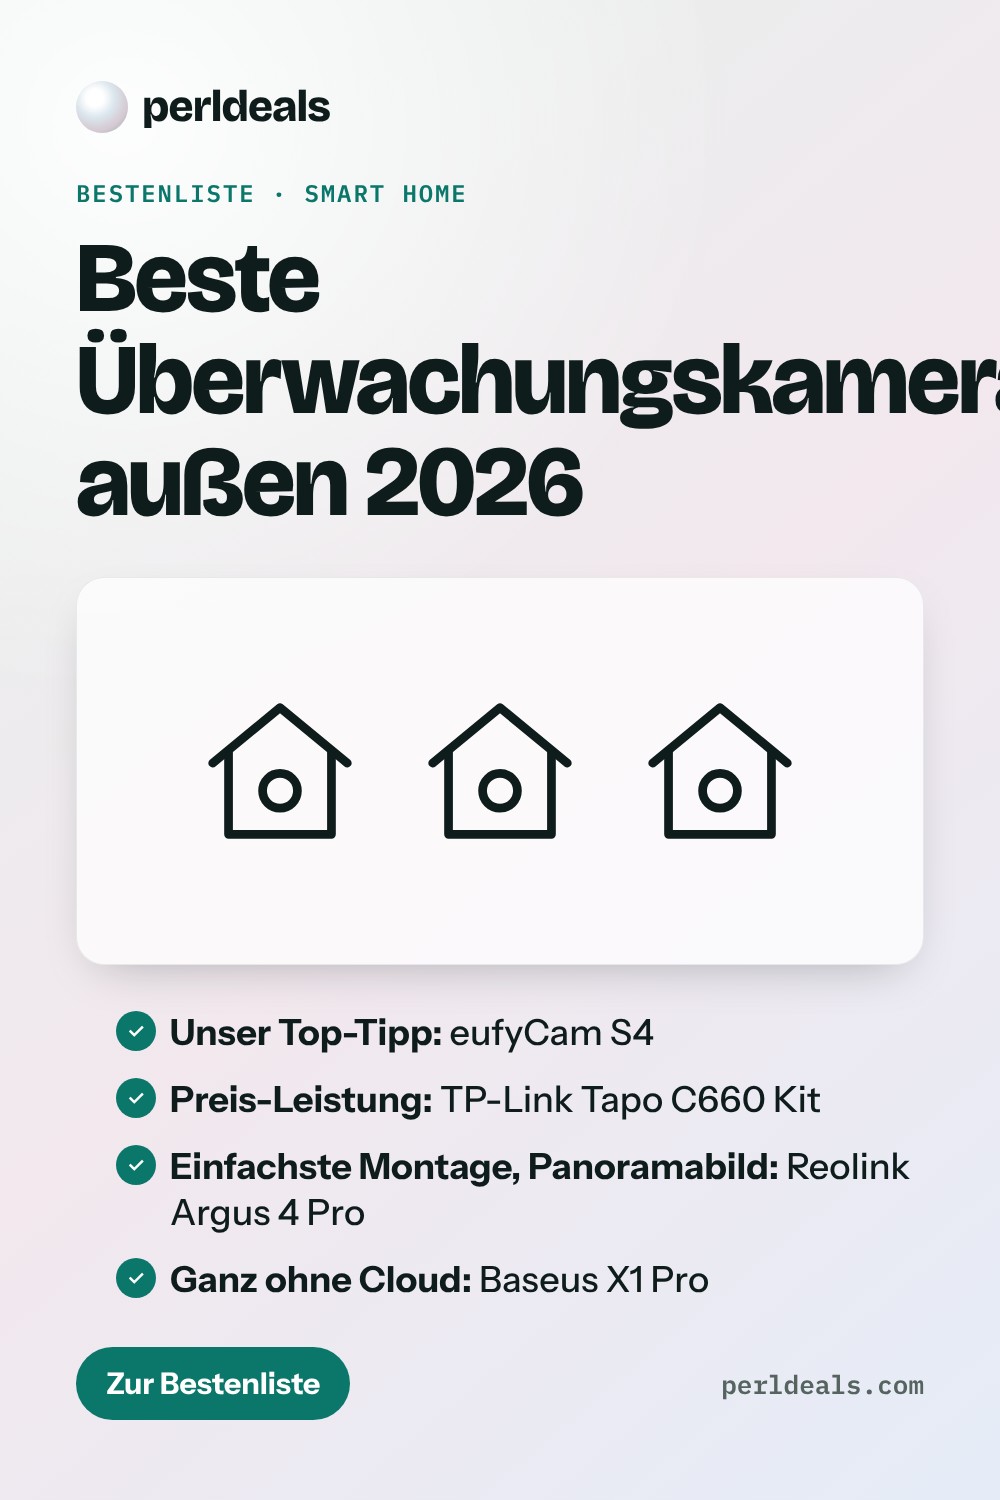 perldeals
BESTENLISTE · SMART HOME
Beste
Überwachungskamera
außen 2026
Unser Top-Tipp: eufyCam S4
Preis-Leistung: TP-Link Tapo C660 Kit
Einfachste Montage, Panoramabild: Reolink
Argus 4 Pro
Ganz ohne Cloud: Baseus X1 Pro
Zur Bestenliste
perldeals.com